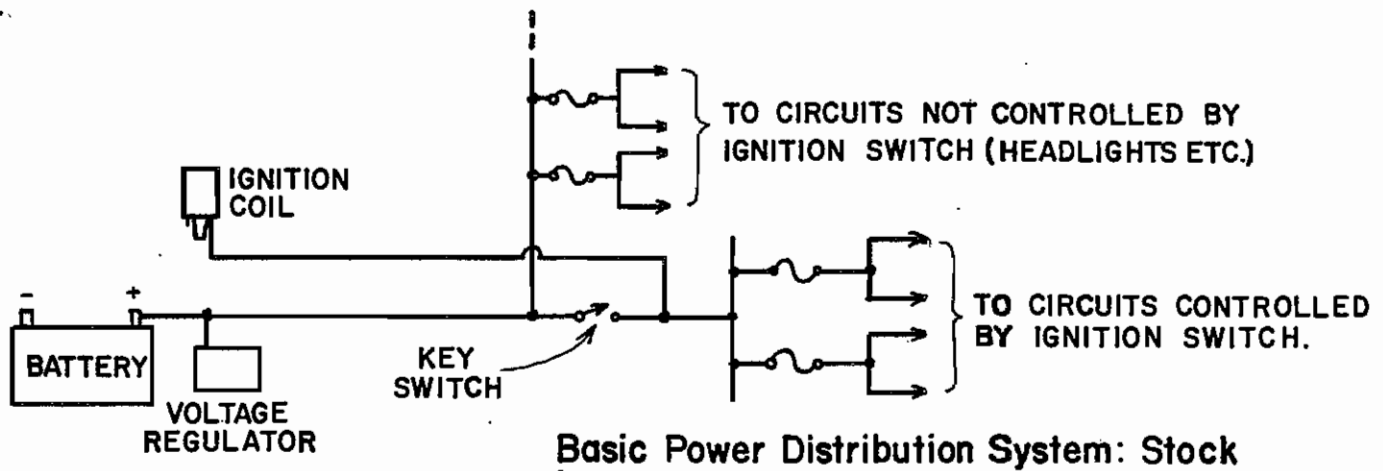 TO CIRCUITS NOT CONTROLLED BY
IGNITION SWITCH (HEADLIGHTS ETC.)
IGNITION
COIL
- +
BATTERY
VOLTAGE
REGULATOR
KEY
SWITCH
TO CIRCUITS CONTROLLED
BY IGNITION SWITCH.
Basic Power Distribution System: Stock